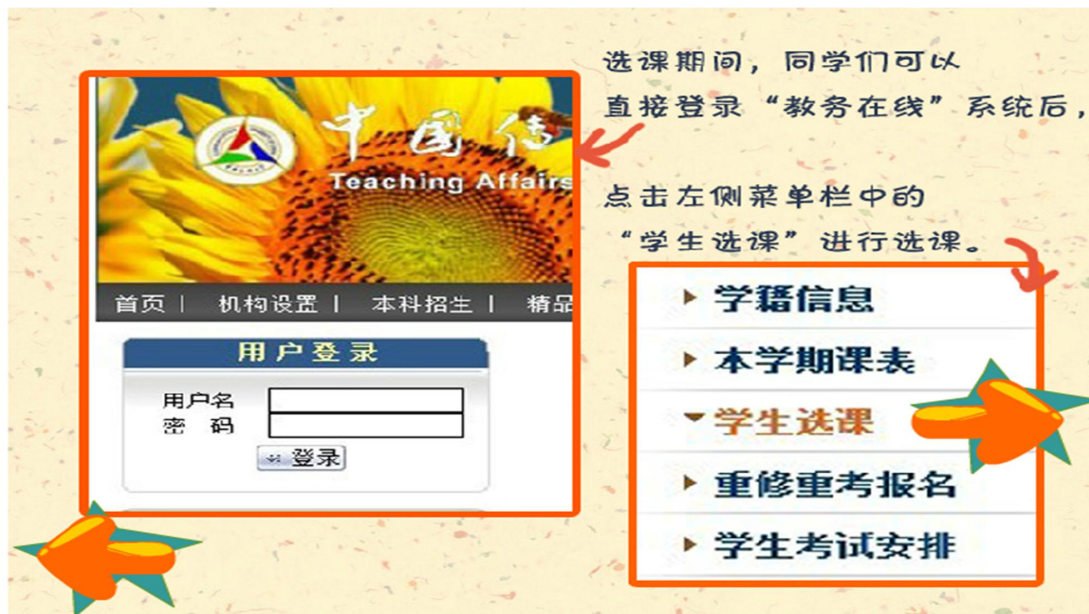 选课期间，同学们可以
直接登录“教务在线”系统后，
点击左侧菜单栏中的
“学生选课”进行选课。
中国传
Teaching Affairs
首页 | 机构设置 | 本科招生 | 精品
用户登录
用户名
密 码
登录
学籍信息
本学期课表
学生选课
重修重考报名
学生考试安排